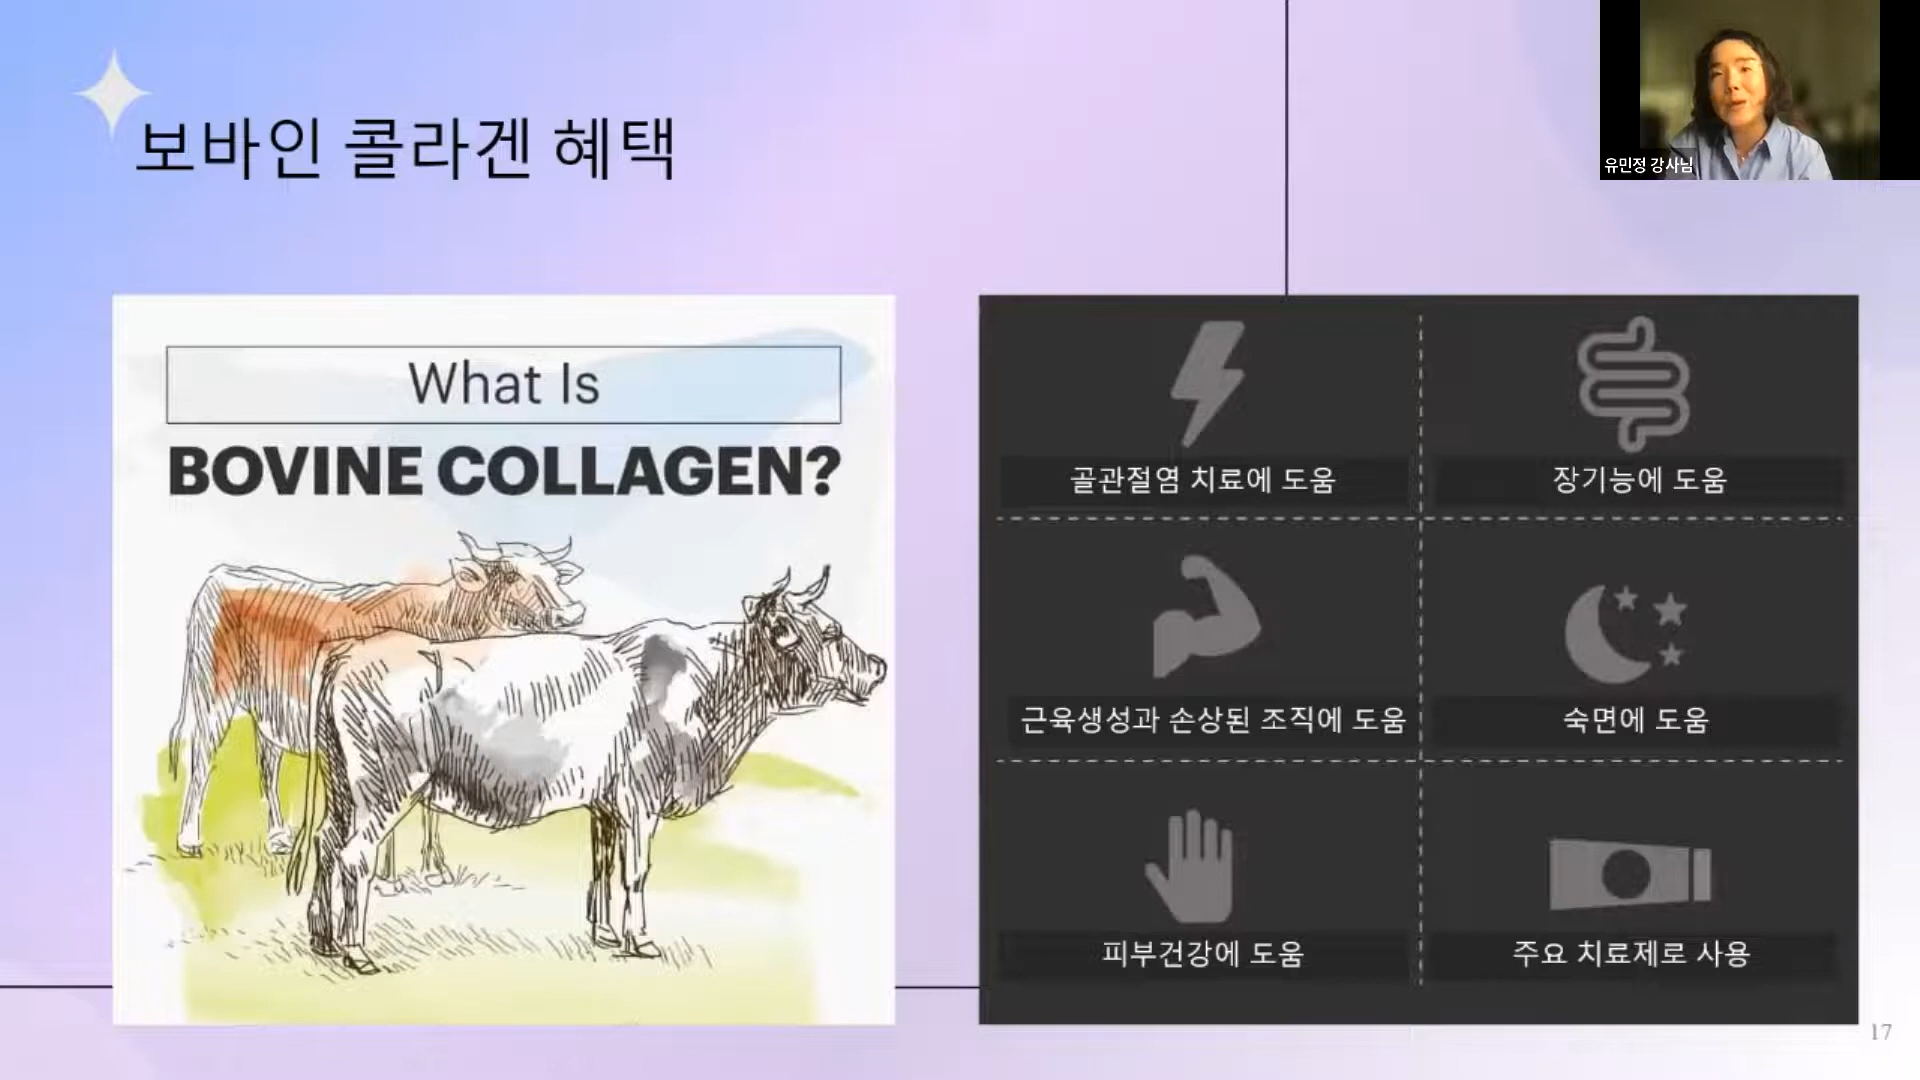 보바인 콜라겐 혜택
유민정 강사님
What Is
BOVINE COLLAGEN?
골관절염 치료에 도움
장기능에 도움
근육생성과 손상된 조직에 도움
숙면에 도움
피부건강에 도움
주요 치료제로 사용
17